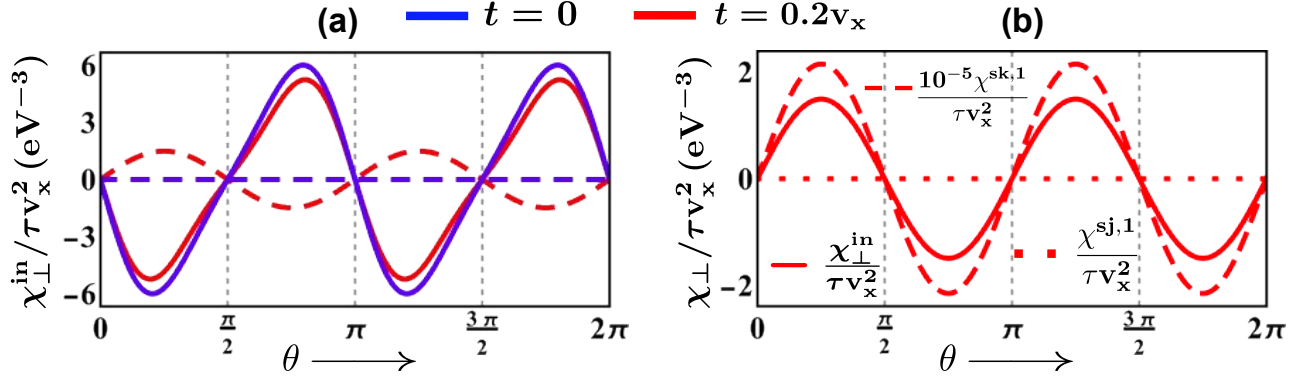 (a) t = 0 t = 0.2v_x (b)
χ_⊥^in/τv_x^2 (eV^−3)
6
3
0
−3
−6
0 π/2 π 3π/2 2π
θ ⟶
χ_⊥/τv_x^2 (eV^−3)
2
0
−2
10^−5χ^sk,1/τv_x^2
χ_⊥^in/τv_x^2
χ^sj,1/τv_x^2
0 π/2 π 3π/2 2π
θ ⟶